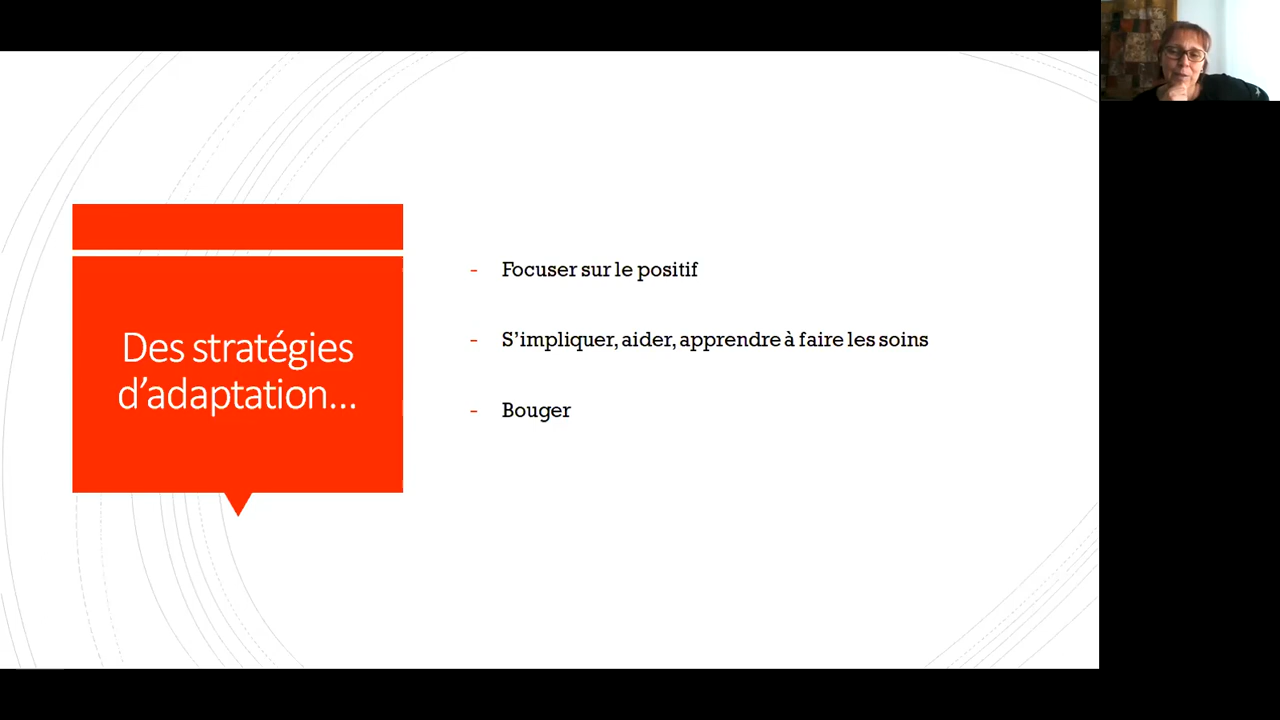 Des stratégies
d’adaptation…
- Focuser sur le positif
- S’impliquer, aider, apprendre à faire les soins
- Bouger